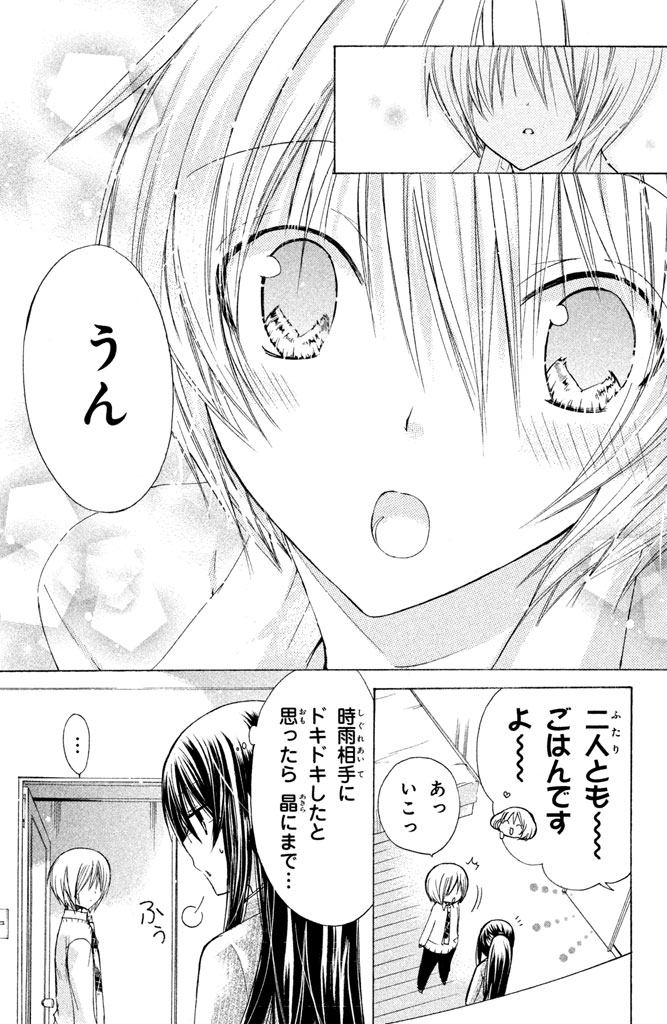 うん
二人とも〜〜
ごはんです
よ〜〜
あっ
いこっ
時雨相手に
ドキドキしたと
思ったら 晶にまで…
ふぅ
…